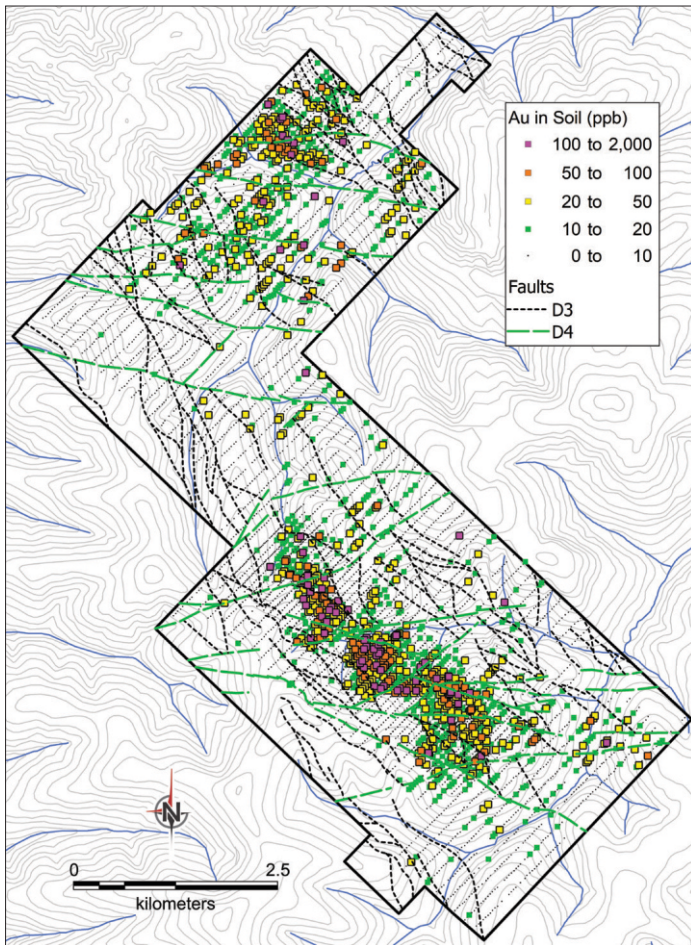 Au in Soil (ppb)
100 to 2,000
50 to 100
20 to 50
10 to 20
0 to 10
Faults
D3
D4
N
0 2.5
kilometers